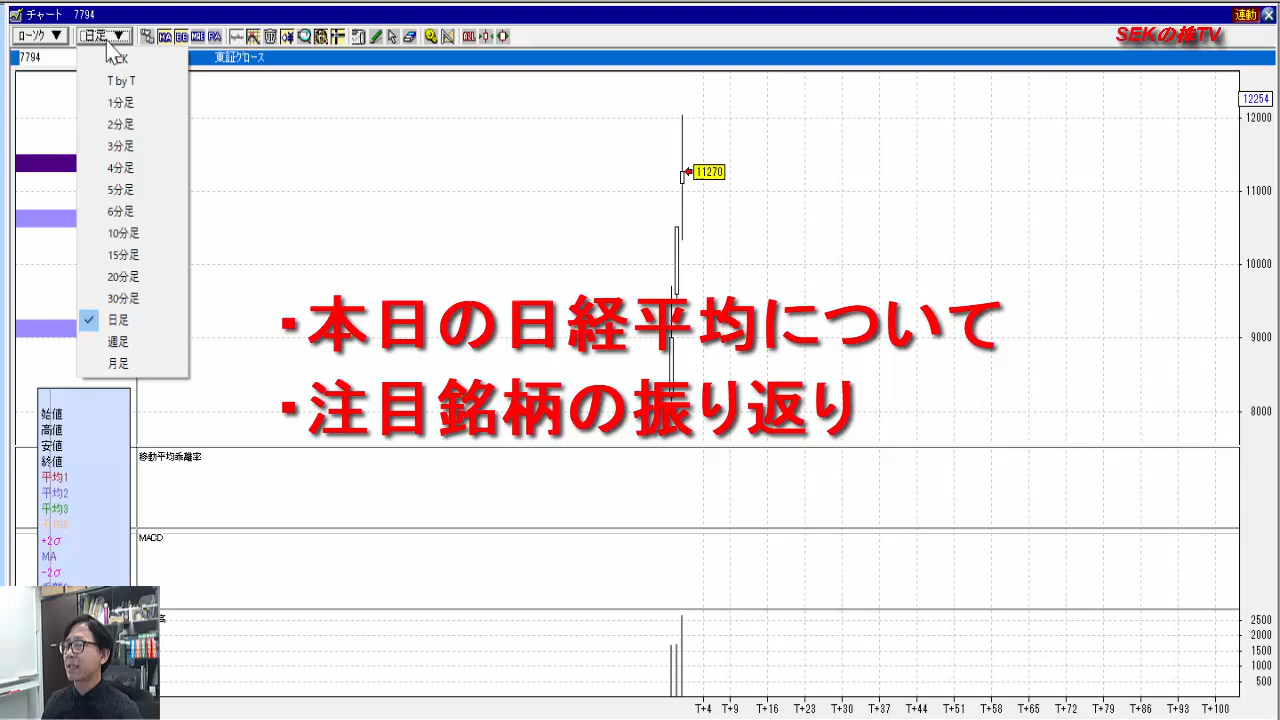 チャート 7794
連動
ローソク ▼ 日足 ▼
SEKの株TV
7794 東証グロース
T by T
1分足
2分足
3分足
4分足
5分足
6分足
10分足
15分足
20分足
30分足
日足
週足
月足
12254
12000
11270
11000
10000
9000
8000
・本日の日経平均について
・注目銘柄の振り返り
始値
高値
安値
終値
平均1
平均2
平均3
+2σ
MA
-2σ
移動平均乖離率
MACD
高
2500
2000
1500
1000
500
T+4 T+9 T+16 T+23 T+30 T+37 T+44 T+51 T+58 T+65 T+72 T+79 T+86 T+93 T+100